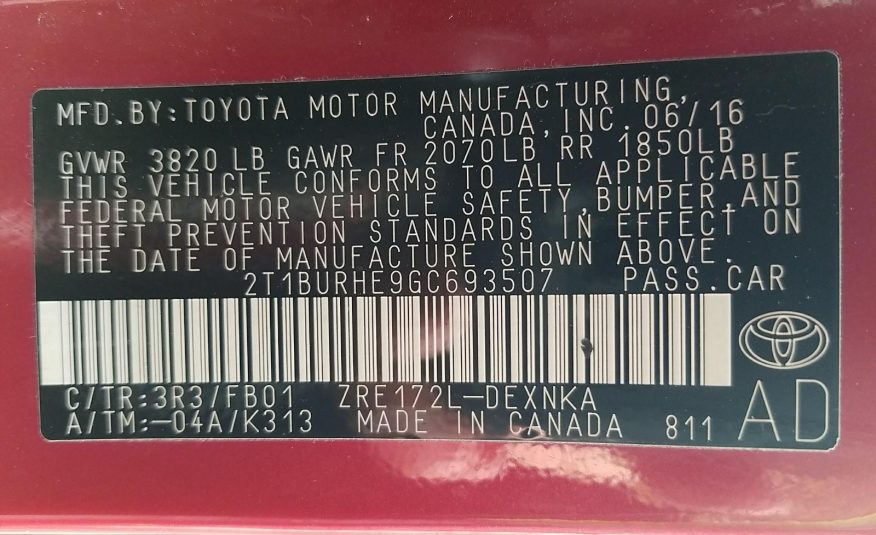 MFD.BY:TOYOTA MOTOR MANUFACTURING,
CANADA,INC. 06/16
GVWR 3820 LB GAWR FR 2070LB RR 1850LB
THIS VEHICLE CONFORMS TO ALL APPLICABLE
FEDERAL MOTOR VEHICLE SAFETY,BUMPER,AND
THEFT PREVENTION STANDARDS IN EFFECT ON
THE DATE OF MANUFACTURE SHOWN ABOVE.
2T1BURHE9GC693507 PASS.CAR
C/TR:3R3/FB01 ZRE172L-DEXNKA
A/TM:-04A/K313 MADE IN CANADA 811 AD